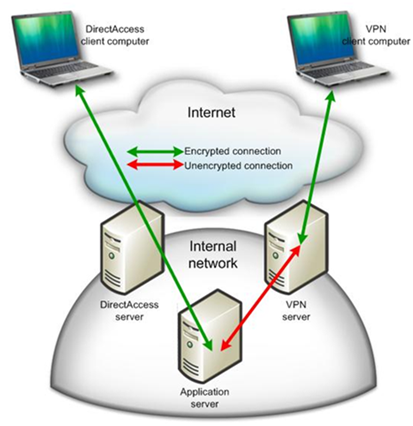 DirectAccess
client computer
VPN
client computer
Internet
Encrypted connection
Unencrypted connection
Internal
network
DirectAccess
server
VPN
server
Application
server